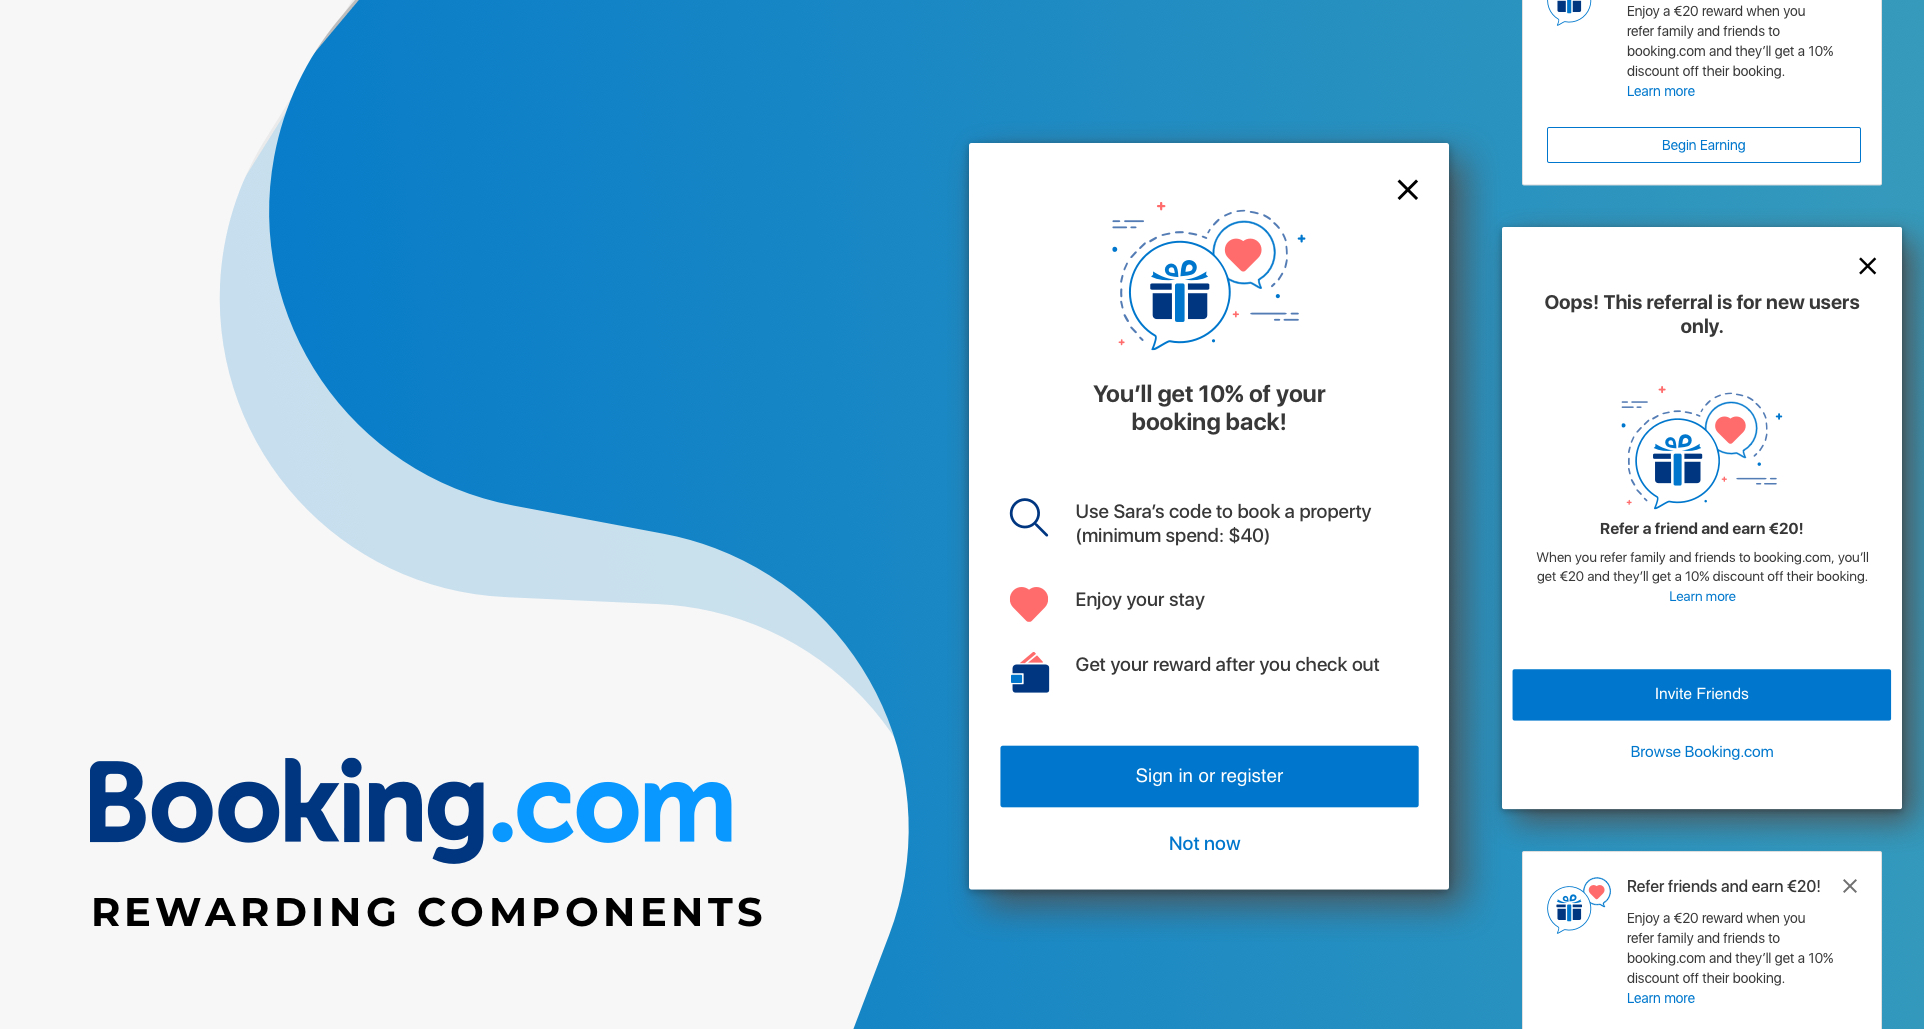 Booking.com
REWARDING COMPONENTS
You’ll get 10% of your
booking back!
Use Sara’s code to book a property
(minimum spend: $40)
Enjoy your stay
Get your reward after you check out
Sign in or register
Not now
Enjoy a €20 reward when you
refer family and friends to
booking.com and they’ll get a 10%
discount off their booking.
Learn more
Begin Earning
Oops! This referral is for new users
only.
Refer a friend and earn €20!
When you refer family and friends to booking.com, you’ll
get €20 and they’ll get a 10% discount off their booking.
Learn more
Invite Friends
Browse Booking.com
Refer friends and earn €20!
Enjoy a €20 reward when you
refer family and friends to
booking.com and they’ll get a 10%
discount off their booking.
Learn more